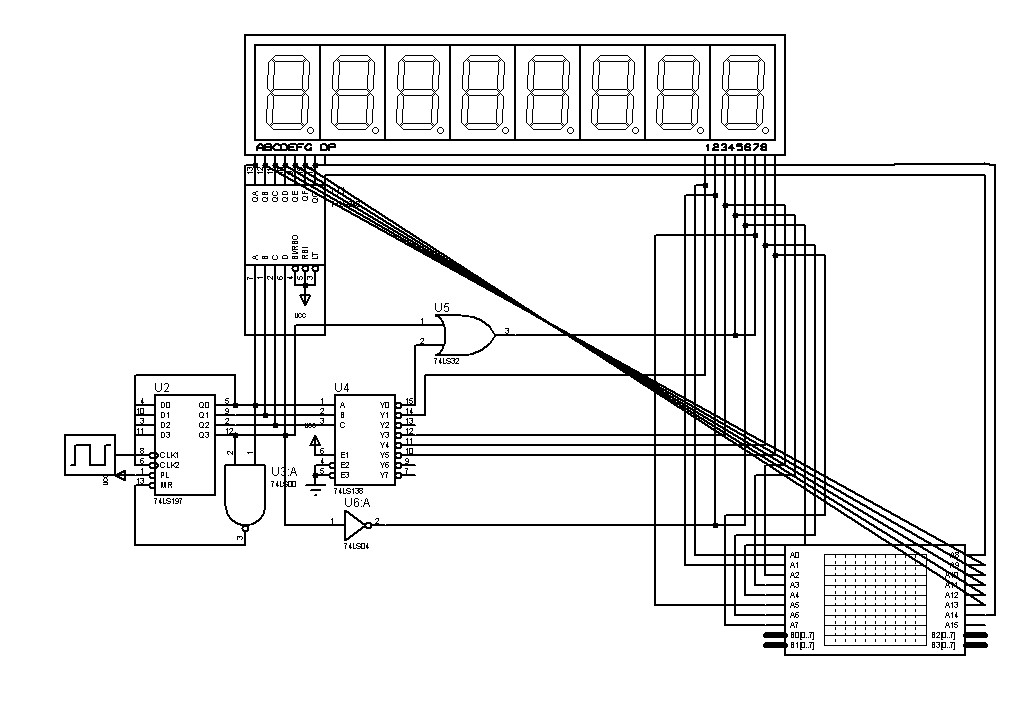 ABCDEFG DP
12345678
13 12 11 10 9 15 14
QA QB QC QD QE QF QG
A B C D BI/RBO RBI LT
7 1 2 6 4 5 3
UCC
U5
1
3
2
74LS32
U2
4 D0 Q0 5
10 D1 Q1 9
3 D2 Q2 2
11 D3 Q3 12
8 CLK1
6 CLK2
1 PL
13 MR
74LS197
UCC
2 1
U3:A
74LS00
3
U4
1 A Y0 15
2 B Y1 14
3 C Y2 13
Y3 12
Y4 11
6 E1 Y5 10
4 E2 Y6 9
5 E3 Y7 7
74LS138
UCC
U6:A
1 2
74LS04
A0 A8
A1 A9
A2 A10
A3 A11
A4 A12
A5 A13
A6 A14
A7 A15
B0[0..7] B2[0..7]
B1[0..7] B3[0..7]